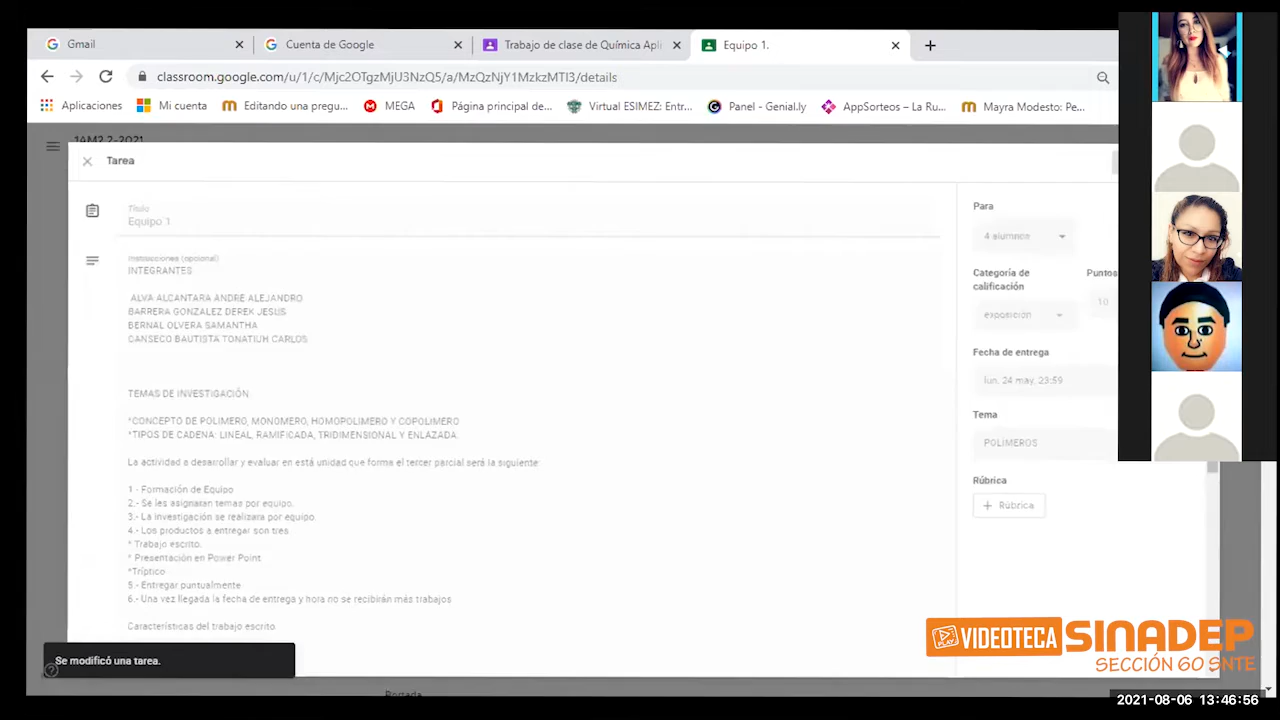 Gmail
Cuenta de Google
Trabajo de clase de Química Apli
Equipo 1.
classroom.google.com/u/1/c/Mjc2OTgzMjU3NzQ5/a/MzQzNjY1MzkzMTI3/details
Aplicaciones
Mi cuenta
Editando una pregu...
MEGA
Página principal de...
Virtual ESIMEZ: Entr...
Panel - Genial.ly
AppSorteos – La Ru...
Mayra Modesto: Pe...
1AM2 2-2021
Tarea
Título
Equipo 1
Instrucciones (opcional)
INTEGRANTES
ALVA ALCANTARA ANDRE ALEJANDRO
BARRERA GONZALEZ DEREK JESUS
BERNAL OLVERA SAMANTHA
CANSECO BAUTISTA TONATIUH CARLOS
TEMAS DE INVESTIGACIÓN
*CONCEPTO DE POLIMERO, MONOMERO, HOMOPOLIMERO Y COPOLIMERO
*TIPOS DE CADENA: LINEAL, RAMIFICADA, TRIDIMENSIONAL Y ENLAZADA.
La actividad a desarrollar y evaluar en está unidad que forma el tercer parcial será la siguiente:
1.- Formación de Equipo
2.- Se les asignaran temas por equipo.
3.- La investigación se realizara por equipo
4.- Los productos a entregar son tres
* Trabajo escrito.
* Presentación en Power Point
*Tríptico
5.- Entregar puntualmente
6.- Una vez llegada la fecha de entrega y hora no se recibirán más trabajos
Características del trabajo escrito.
Para
4 alumnos
Categoría de
calificación
Puntos
exposicion
10
Fecha de entrega
lun, 24 may, 23:59
Tema
POLIMEROS
Rúbrica
+ Rúbrica
Se modificó una tarea.
Portada
PLAY
VIDEOTECA SINADEP
SECCIÓN 60 SNTE
2021-08-06 13:46:56